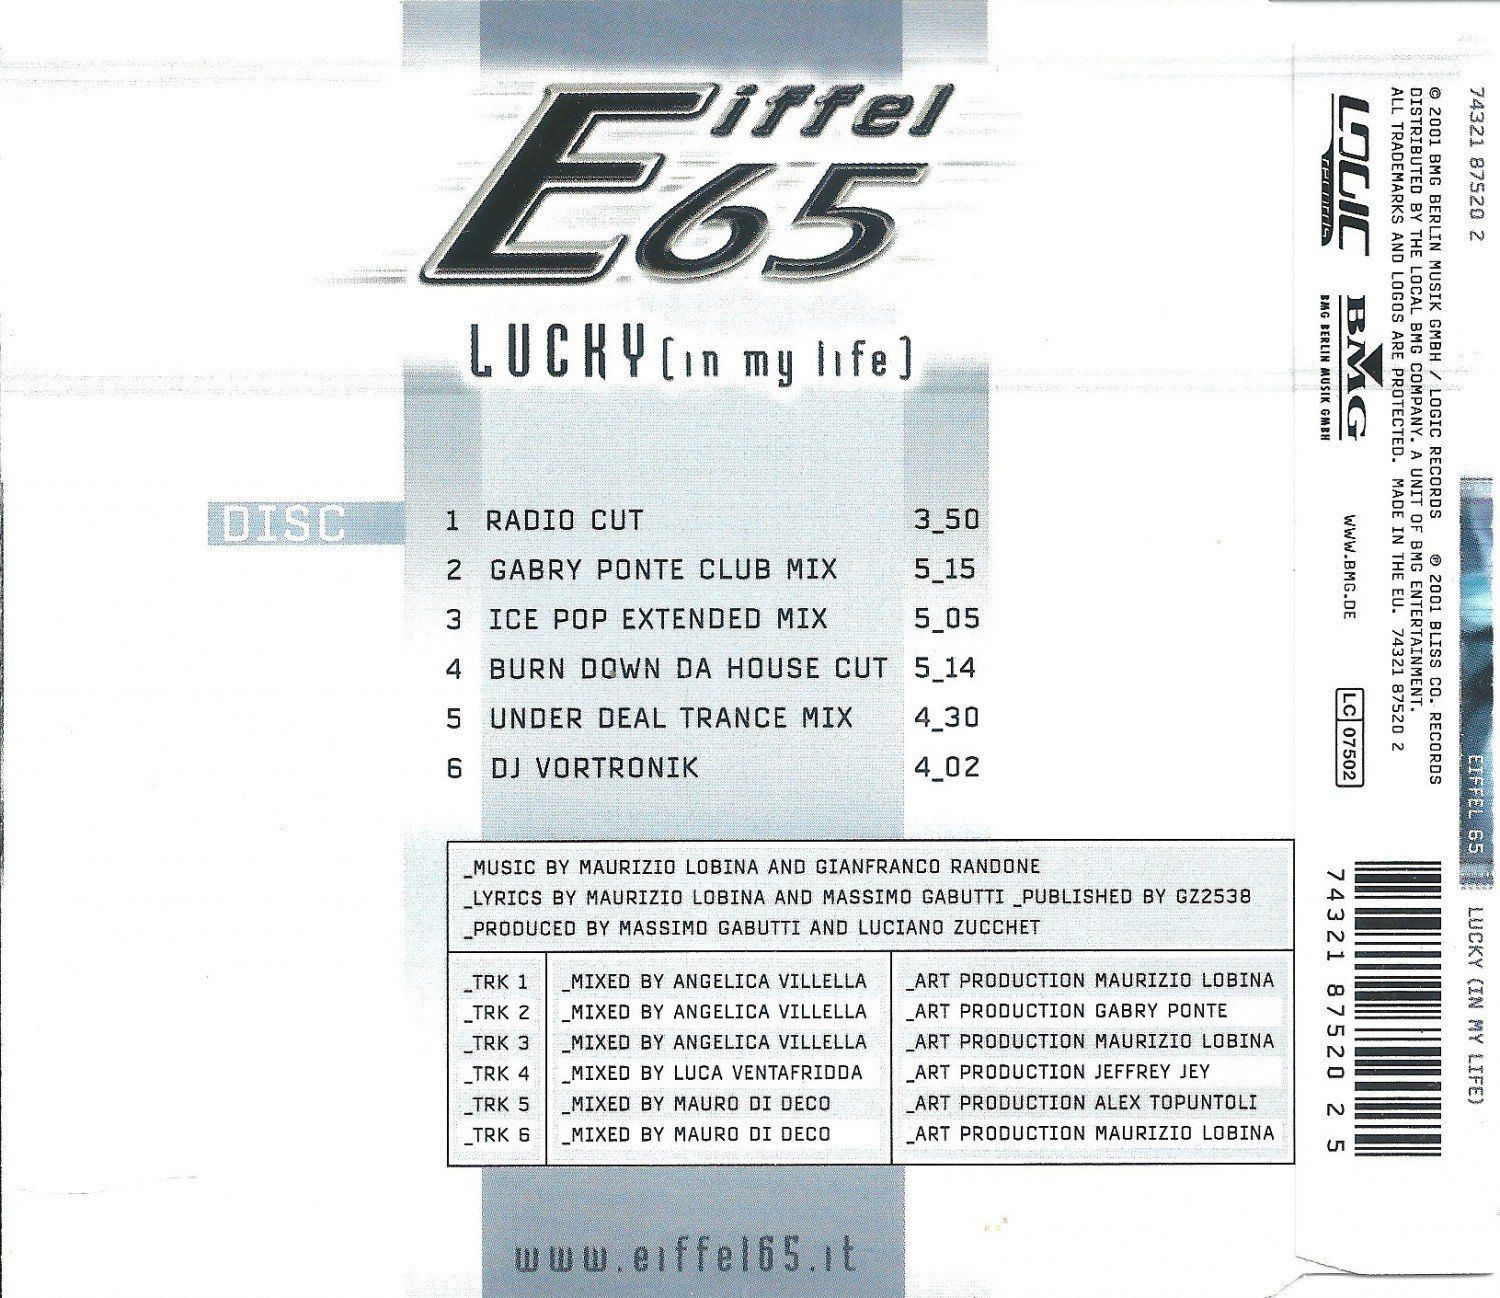 Eiffel
65
LUCKY (in my life)
DISC
1 RADIO CUT 3_50
2 GABRY PONTE CLUB MIX 5_15
3 ICE POP EXTENDED MIX 5_05
4 BURN DOWN DA HOUSE CUT 5_14
5 UNDER DEAL TRANCE MIX 4_30
6 DJ VORTRONIK 4_02
_MUSIC BY MAURIZIO LOBINA AND GIANFRANCO RANDONE
_LYRICS BY MAURIZIO LOBINA AND MASSIMO GABUTTI _PUBLISHED BY GZ2538
_PRODUCED BY MASSIMO GABUTTI AND LUCIANO ZUCCHET
_TRK 1 _MIXED BY ANGELICA VILLELLA _ART PRODUCTION MAURIZIO LOBINA
_TRK 2 _MIXED BY ANGELICA VILLELLA _ART PRODUCTION GABRY PONTE
_TRK 3 _MIXED BY ANGELICA VILLELLA _ART PRODUCTION MAURIZIO LOBINA
_TRK 4 _MIXED BY LUCA VENTAFRIDDA _ART PRODUCTION JEFFREY JEY
_TRK 5 _MIXED BY MAURO DI DECO _ART PRODUCTION ALEX TOPUNTOLI
_TRK 6 _MIXED BY MAURO DI DECO _ART PRODUCTION MAURIZIO LOBINA
www.eiffel65.it
74321 87520 2
_EIFFEL 65
LUCKY (IN MY LIFE)
© 2001 BMG BERLIN MUSIK GMBH / LOGIC RECORDS ℗ 2001 BLISS CO. RECORDS
DISTRIBUTED BY THE LOCAL BMG COMPANY. A UNIT OF BMG ENTERTAINMENT.
ALL TRADEMARKS AND LOGOS ARE PROTECTED. MADE IN THE EU. 74321 87520 2
LOGIC
records
BMG
BMG BERLIN MUSIK GMBH
WWW.BMG.DE
LC 07502
7 4321 87520 2 5